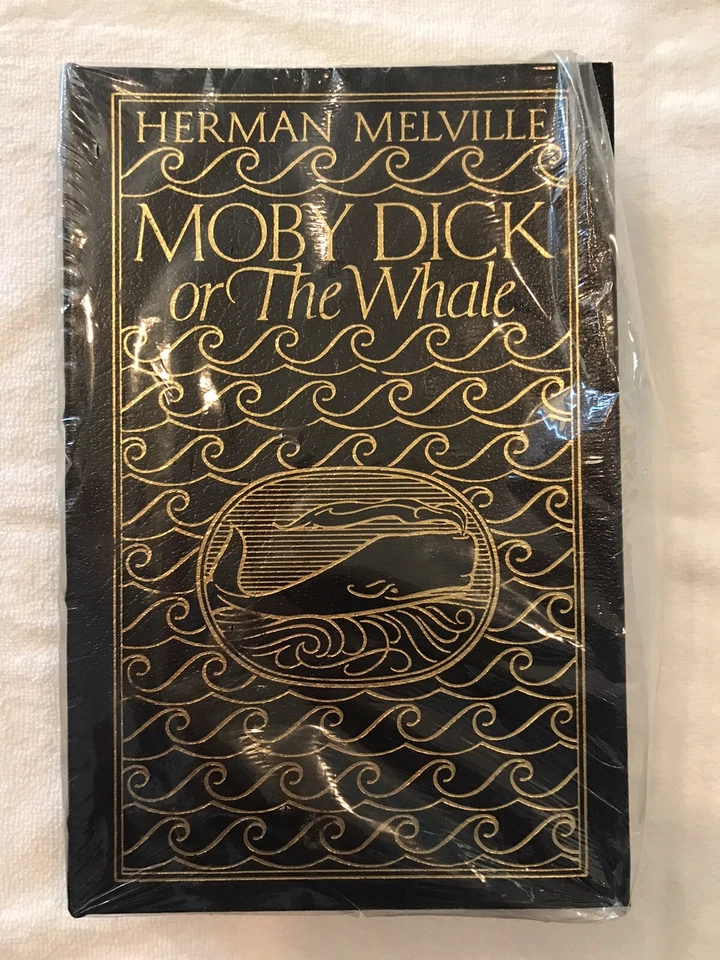 HERMAN MELVILLE
MOBY DICK
or The Whale